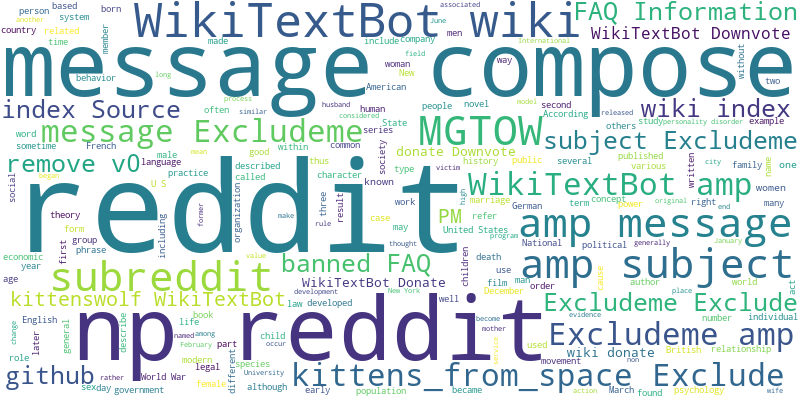 person based
born
another
related
system
associated
June
WikiTextBot wiki
FAQ Information
country
time
member
made
include
company
field
men
International
WikiTextBot Downvote
behavior
long
American
New
woman
way
without
two
message compose
index Source
process
often
similar
husband
human
considered
State
series
people
novel
model
second
released
According
others
study
personality disorder
example
wiki index
word
sometime
French
message Excludeme
good
within
common
society
MGTOW
subject Excludeme
remove v0
male
language
mean
described
called
thus
character
type
known
donate Downvote
history
public
published
various
several
city
family
name
one
written
social
began
practice
U S
organization
victim
high
marriage
WikiTextBot amp
women
reddit
theory
former
make
three
rule
result
work
case
may
PM
refer
German
term
concept
original
right
end
many
power
economic
form
first
group
including
thought
United States
program
National
political
generally
January
amp message
year
phrase
banned FAQ
children
death
use
film
man
order
cause
author
world
place
act
amp subject
age
subreddit
value
WikiTextBot Donate
development
New York
well
December
kittenswolf WikiTextBot
law
developed
Excludeme Exclude
number
individual
change
English
later
general
describe
named
among
book
life
February
modern
part
child
occur
species
become
mother
evidence
used
British
relationship
np reddit
Excludeme amp
role
World War
legal
different
service
movement
non
wiki donate
github
sex
day
rather
government
female
University
although
early
population
became
kittens_from_space Exclude
action
March
found
psychology
wife